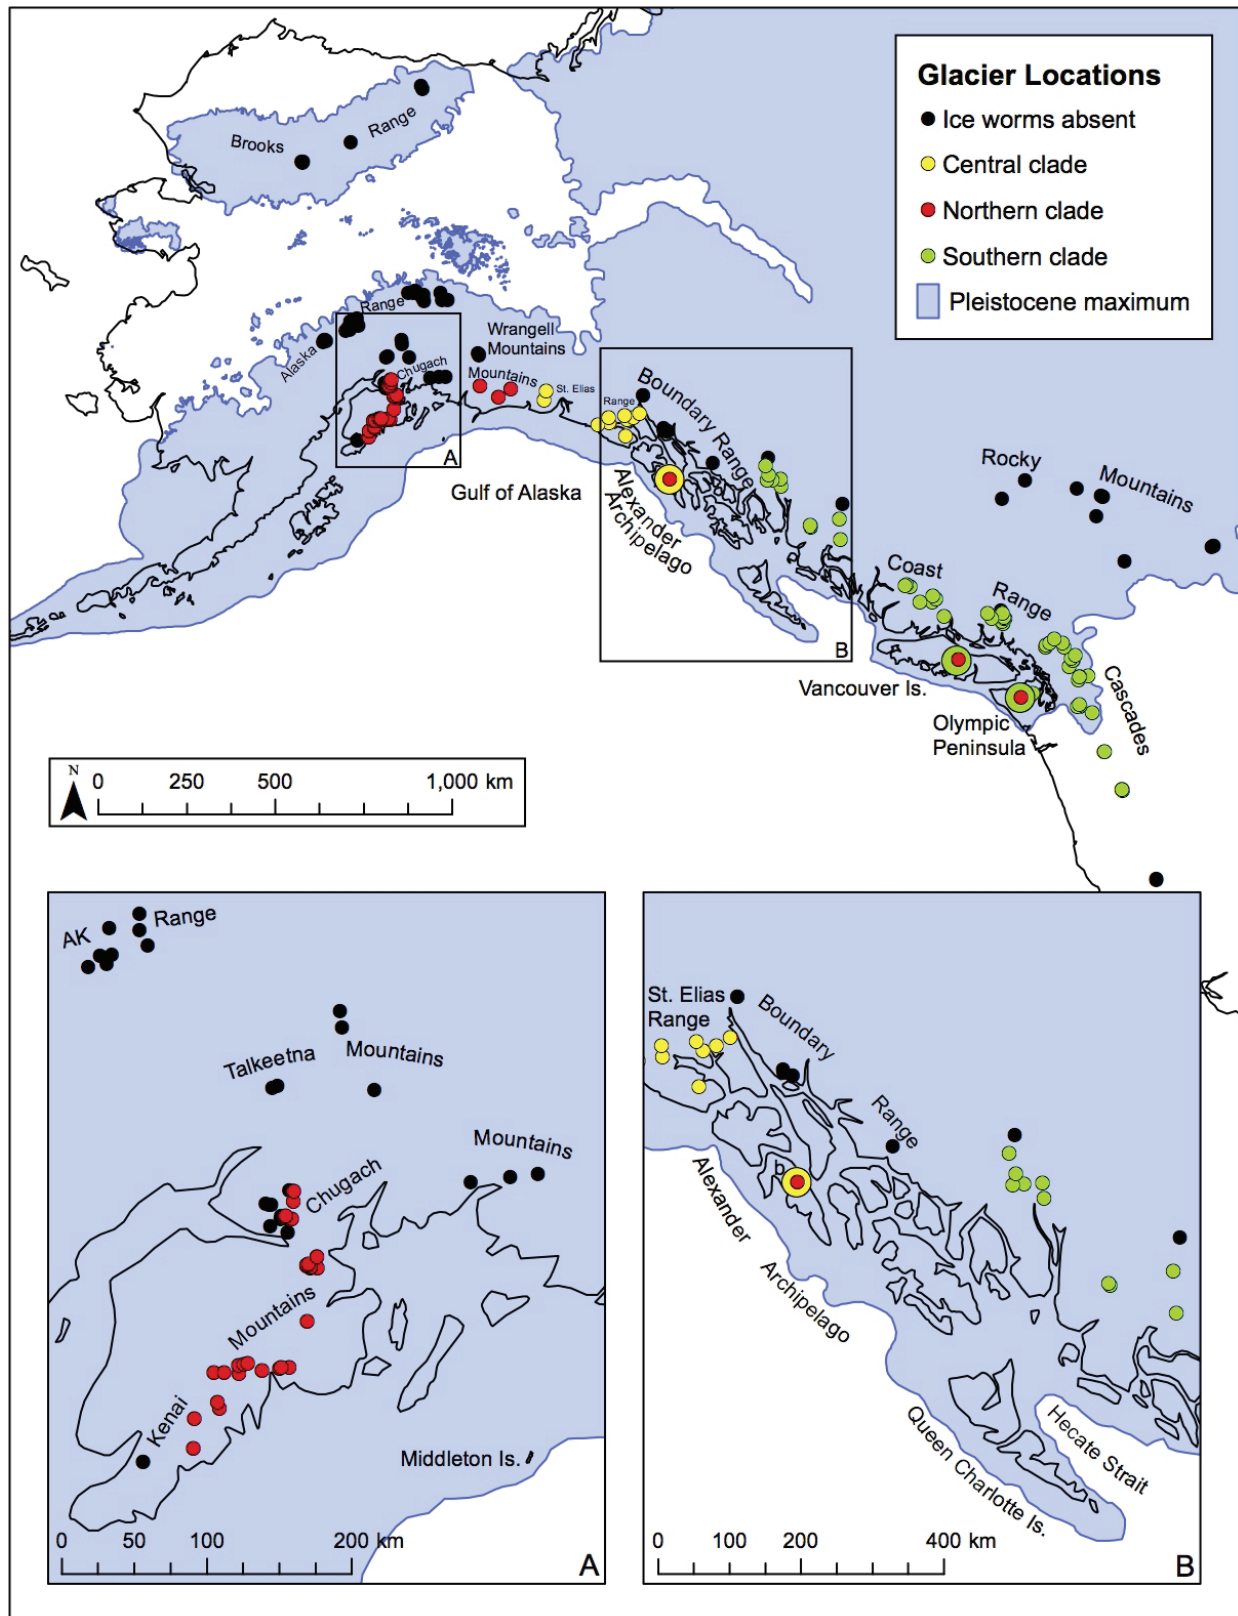 Glacier Locations
Ice worms absent
Central clade
Northern clade
Southern clade
Pleistocene maximum
Brooks
Range
Range
Alaska
Wrangell
Mountains
Chugach
Mountains
St. Elias
Range
Boundary Range
A
Gulf of Alaska
Alexander
Archipelago
Rocky
Mountains
Coast
Range
B
Vancouver Is.
Olympic
Peninsula
Cascades
N
0 250 500 1,000 km
AK
Range
Talkeetna
Mountains
Mountains
Chugach
Mountains
Kenai
Middleton Is.
0 50 100 200 km
A
St. Elias
Range
Boundary
Range
Alexander
Archipelago
Queen Charlotte Is.
Hecate Strait
0 100 200 400 km
B